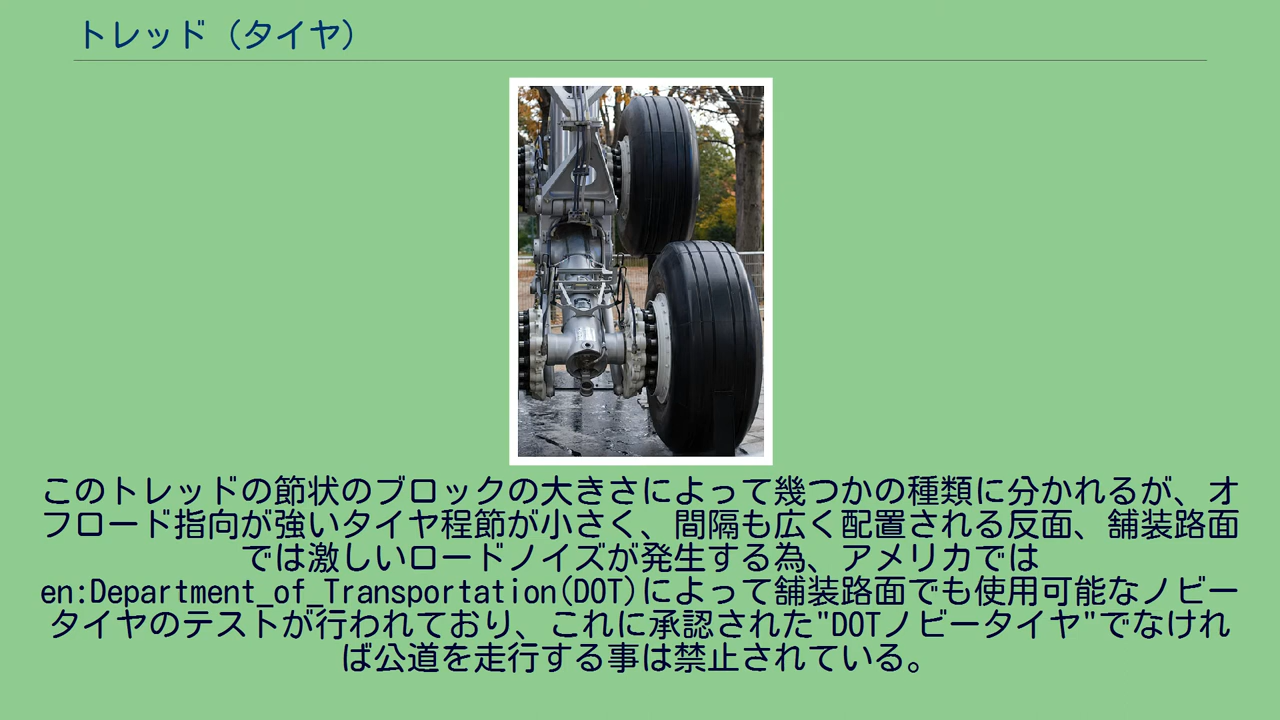 トレッド（タイヤ）
このトレッドの節状のブロックの大きさによって幾つかの種類に分かれるが、オ
フロード指向が強いタイヤ程節が小さく、間隔も広く配置される反面、舗装路面
では激しいロードノイズが発生する為、アメリカでは
en:Department_of_Transportation(DOT)によって舗装路面でも使用可能なノビー
タイヤのテストが行われており、これに承認された"DOTノビータイヤ"でなけれ
ば公道を走行する事は禁止されている。